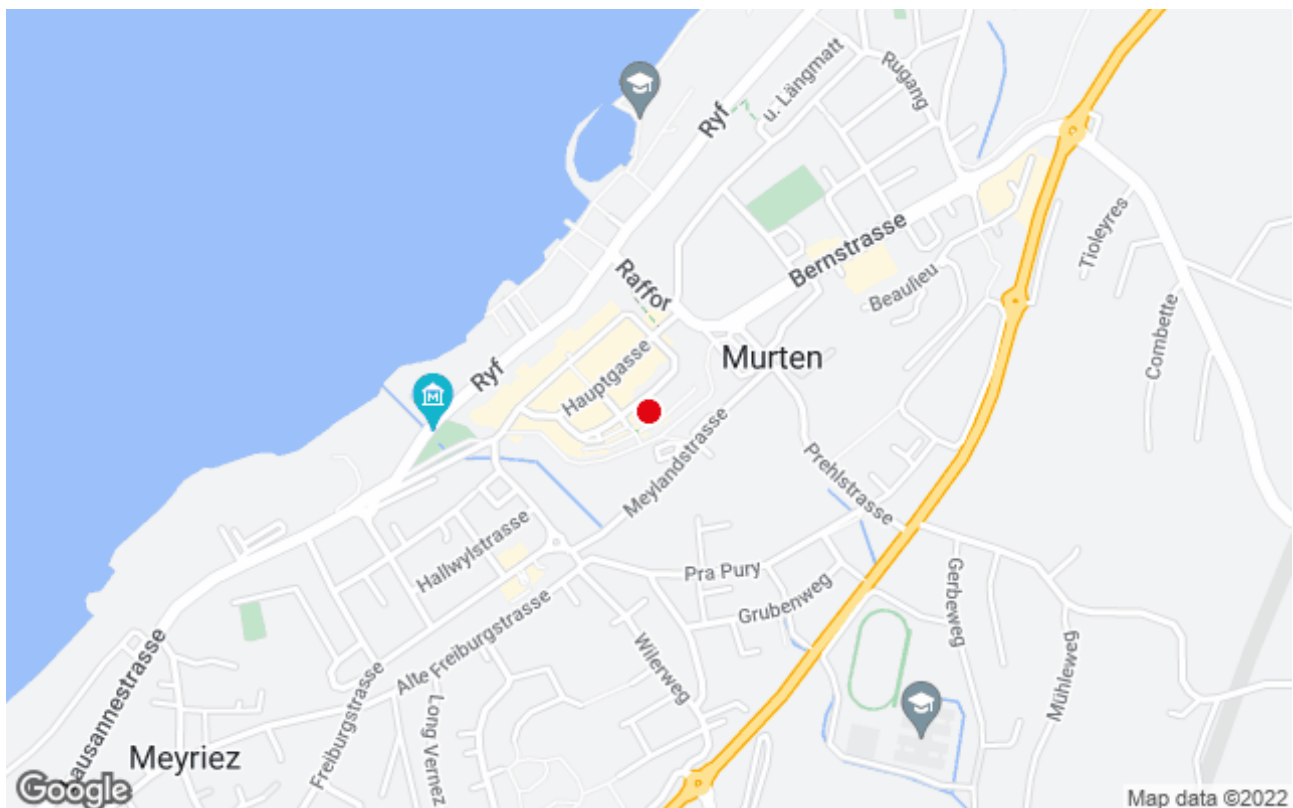 u. Längmatt
Rugang
Ryf
Bernstrasse
Tioleyres
Raffor
Beaulieu
Combette
Murten
Ryf
Hauptgasse
M
Meylandstrasse
Prehlstrasse
Hallwylstrasse
Pra Pury
Grubenweg
Gerbeweg
Alte Freiburgstrasse
Wilerweg
Mühleweg
ausannestrasse
Freiburgstrasse
Long Vernez
Meyriez
Google
Map data ©2022